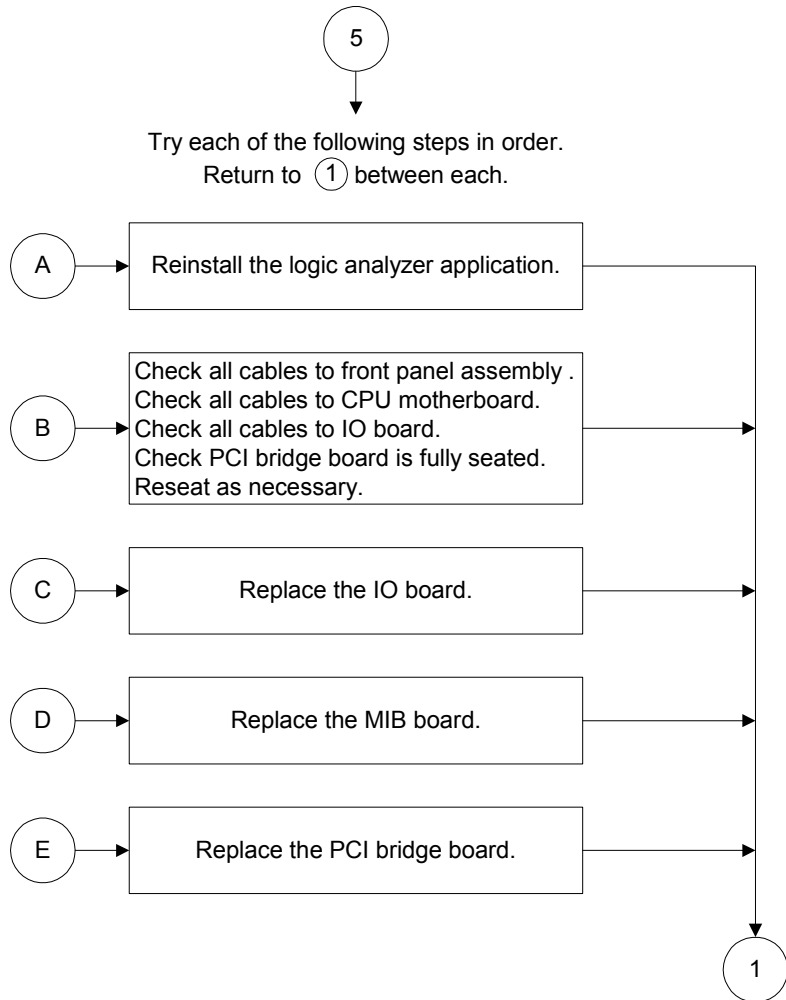 5
Try each of the following steps in order.
Return to 1 between each.
A
Reinstall the logic analyzer application.
B
Check all cables to front panel assembly .
Check all cables to CPU motherboard.
Check all cables to IO board.
Check PCI bridge board is fully seated.
Reseat as necessary.
C
Replace the IO board.
D
Replace the MIB board.
E
Replace the PCI bridge board.
1